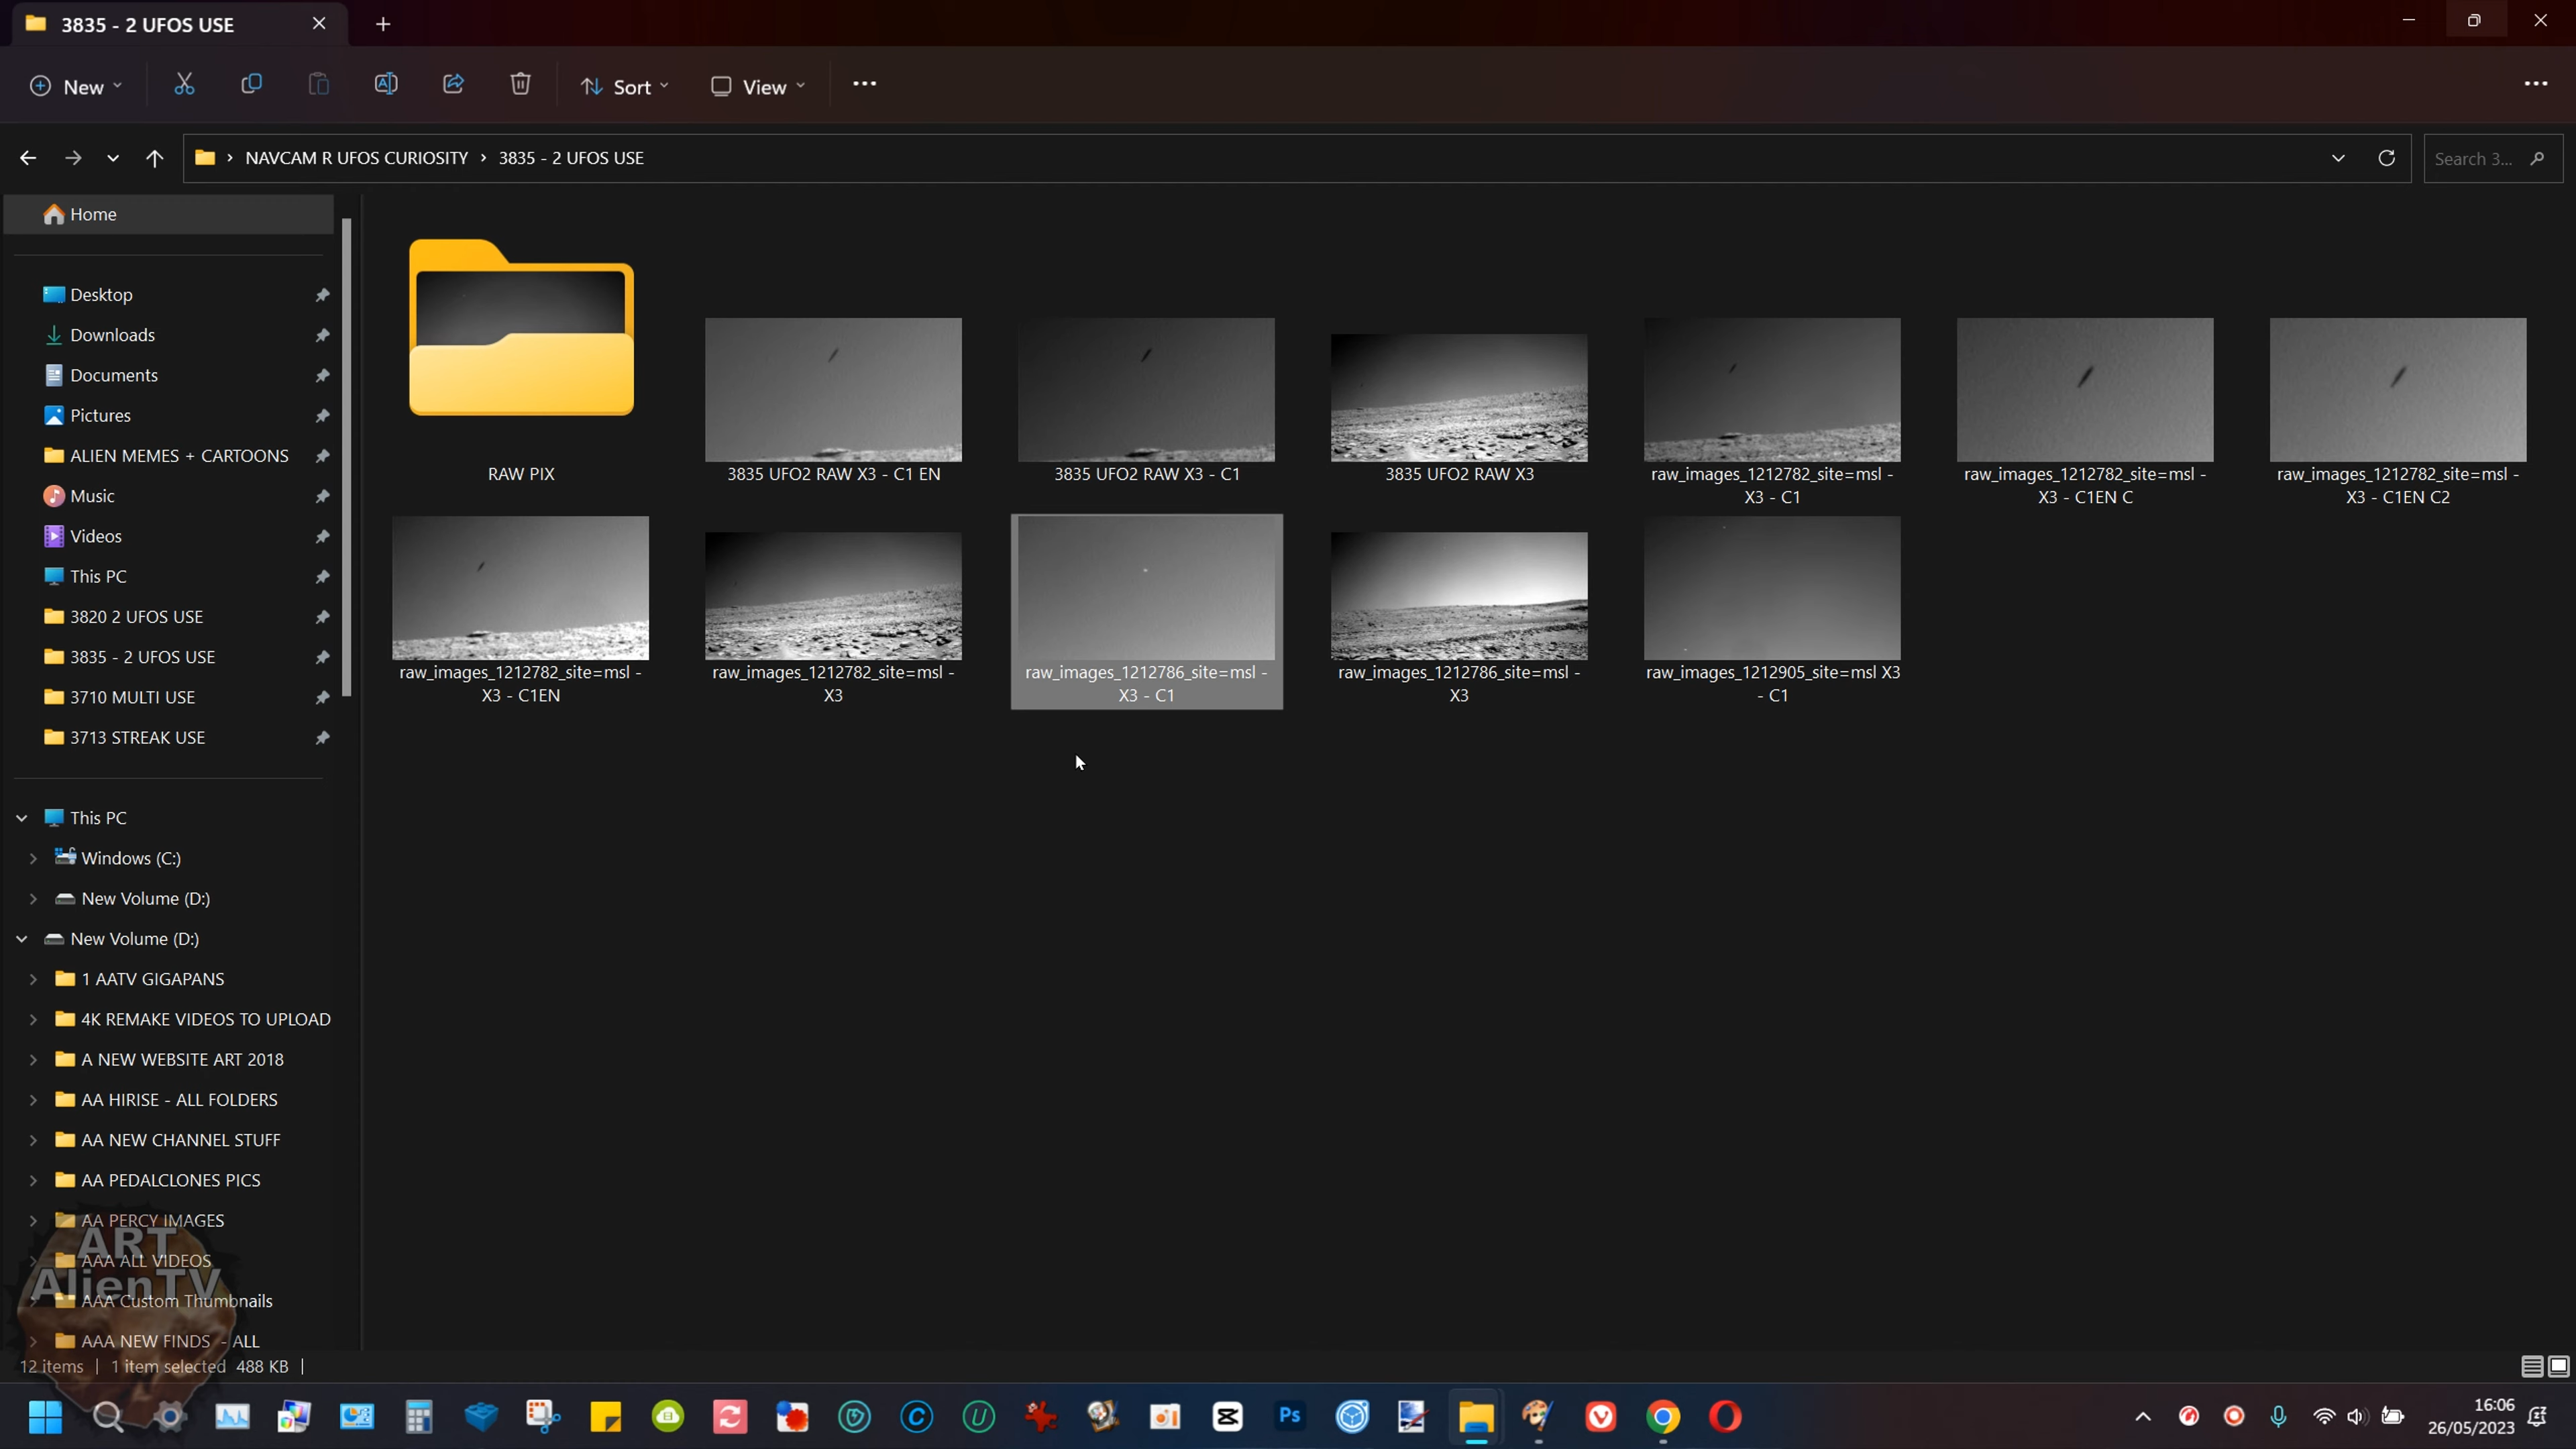 3835 - 2 UFOS USE
New
Sort
View
NAVCAM R UFOS CURIOSITY
3835 - 2 UFOS USE
Search 3...
Home
Desktop
Downloads
Documents
Pictures
ALIEN MEMES + CARTOONS
Music
Videos
This PC
3820 2 UFOS USE
3835 - 2 UFOS USE
3710 MULTI USE
3713 STREAK USE
This PC
Windows (C:)
New Volume (D:)
New Volume (D:)
1 AATV GIGAPANS
4K REMAKE VIDEOS TO UPLOAD
A NEW WEBSITE ART 2018
AA HIRISE - ALL FOLDERS
AA NEW CHANNEL STUFF
AA PEDALCLONES PICS
AA PERCY IMAGES
AAA ALL VIDEOS
AAA Custom Thumbnails
AAA NEW FINDS - ALL
ART
AlienTV
RAW PIX
3835 UFO2 RAW X3 - C1 EN
3835 UFO2 RAW X3 - C1
3835 UFO2 RAW X3
raw_images_1212782_site=msl -
X3 - C1
raw_images_1212782_site=msl -
X3 - C1EN C
raw_images_1212782_site=msl -
X3 - C1EN C2
raw_images_1212782_site=msl -
X3 - C1EN
raw_images_1212782_site=msl -
X3
raw_images_1212786_site=msl -
X3 - C1
raw_images_1212786_site=msl -
X3
raw_images_1212905_site=msl X3
- C1
12 items
1 item selected 488 KB
Ps
16:06
26/05/2023